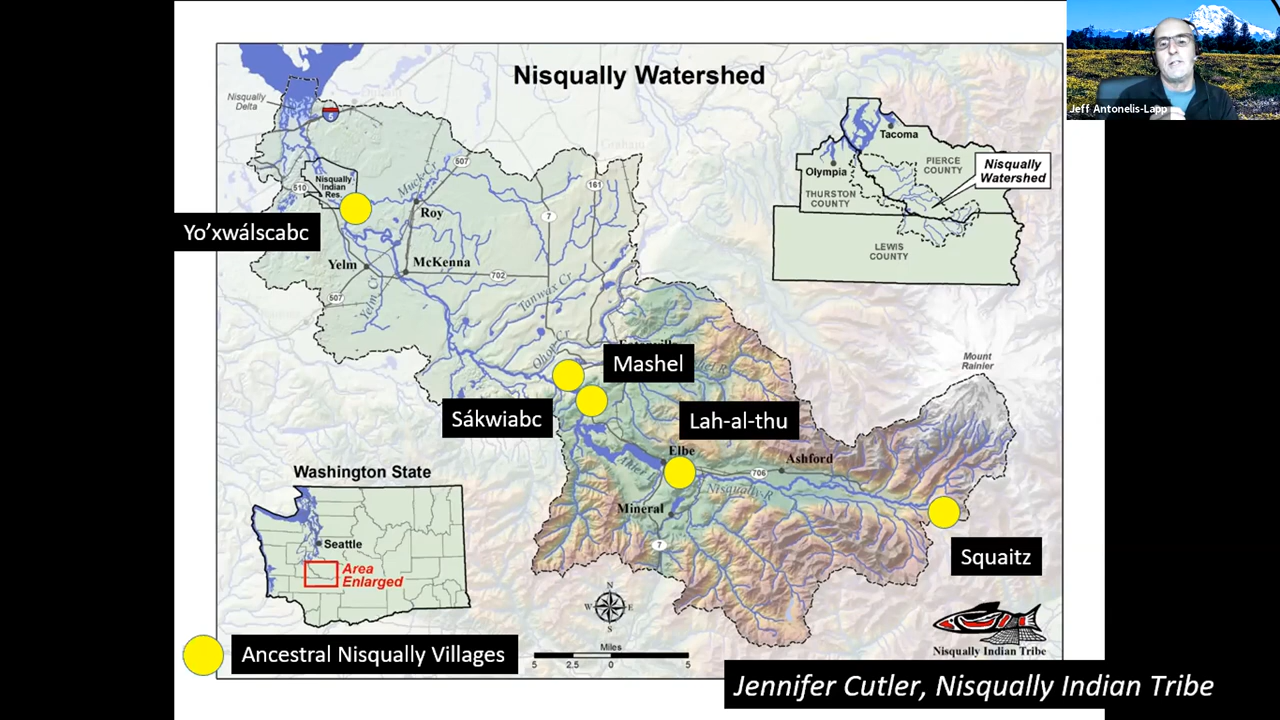 Nisqually Watershed
Jeff Antonelis-Lapp
Nisqually
Delta
5
510
Nisqually
Indian
Res.
Muck Cr
507
161
7
Roy
Yo'xwálscabc
Yelm
McKenna
702
507
Yelm Cr
Tanwax Cr
Ohop Cr
Tacoma
Olympia
PIERCE
COUNTY
THURSTON
COUNTY
Nisqually
Watershed
LEWIS
COUNTY
Mount
Rainier
Mashel
Sákwiabc
Lah-al-thu
Elbe
Ashford
706
Nisqually R
Mineral
7
Squaitz
Washington State
Seattle
Area
Enlarged
N
W E
S
Miles
5 2.5 0 5
Nisqually Indian Tribe
Ancestral Nisqually Villages
Jennifer Cutler, Nisqually Indian Tribe